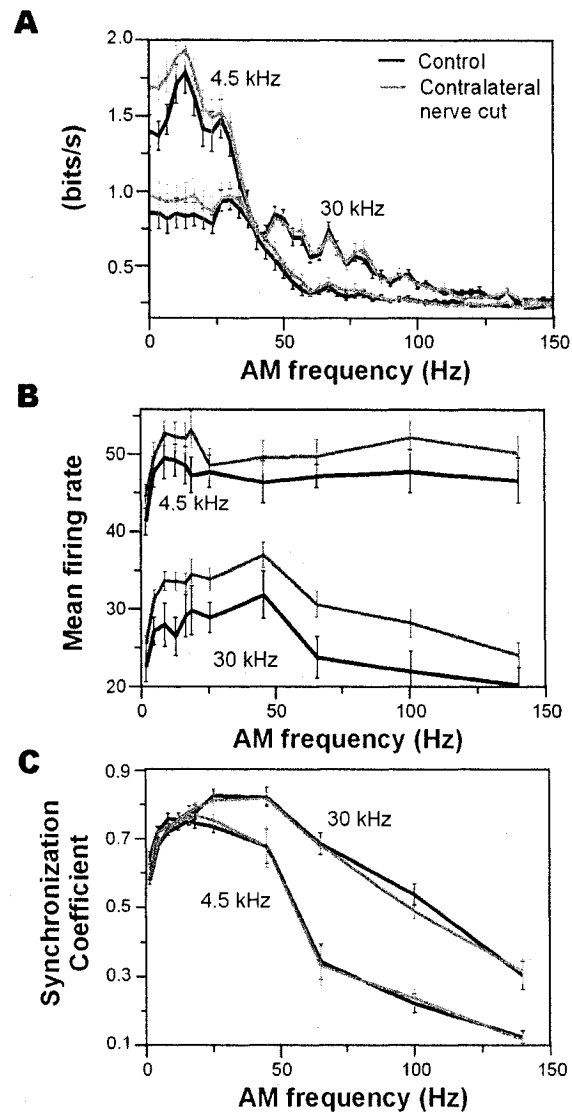 A
2.0
1.5
1.0
0.5
(bits/s)
4.5 kHz
30 kHz
Control
Contralateral
nerve cut
0
50
100
150
AM frequency (Hz)
B
50
40
30
20
Mean firing rate
4.5 kHz
30 kHz
0
50
100
150
AM frequency (Hz)
C
0.9
0.7
0.5
0.3
0.1
Synchronization
Coefficient
30 kHz
4.5 kHz
0
50
100
150
AM frequency (Hz)